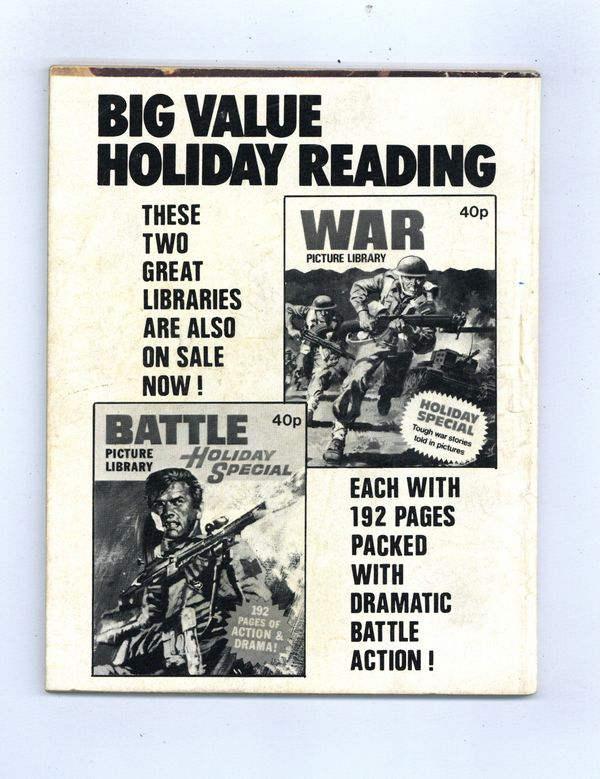 BIG VALUE
HOLIDAY READING
THESE
TWO
GREAT
LIBRARIES
ARE ALSO
ON SALE
NOW!
40p
WAR
PICTURE LIBRARY
HOLIDAY
SPECIAL
Tough war stories
told in pictures
BATTLE
40p
PICTURE
LIBRARY
HOLIDAY
SPECIAL
192
PAGES OF
ACTION &
DRAMA!
EACH WITH
192 PAGES
PACKED
WITH
DRAMATIC
BATTLE
ACTION!